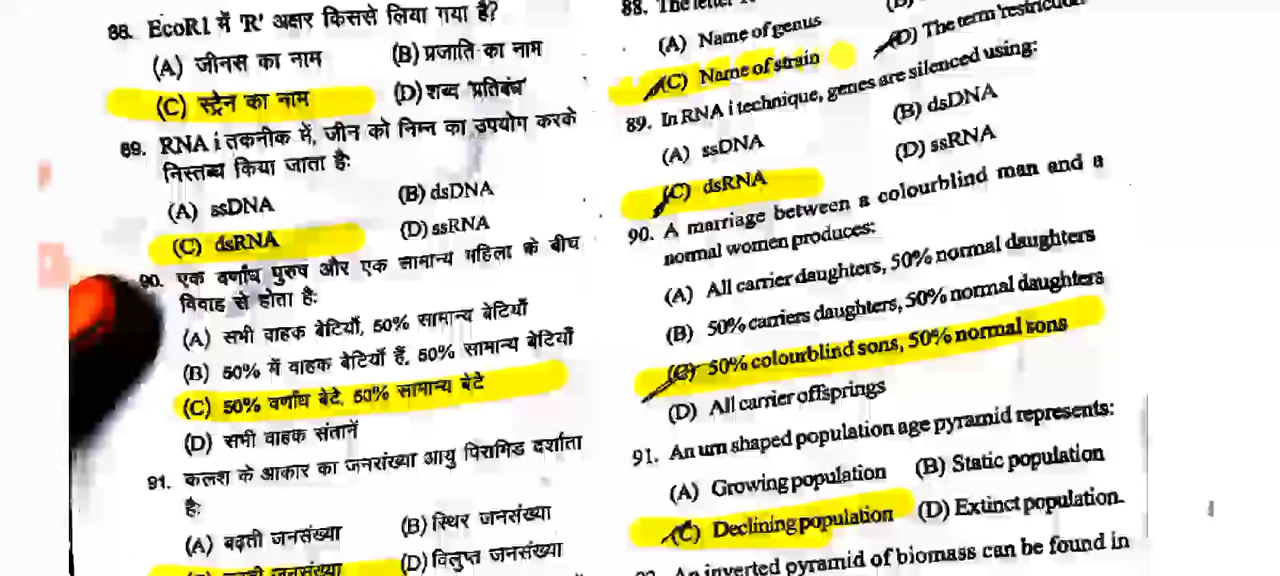 88. EcoR1 में 'R' अक्षर किससे लिया गया है?
(A) जीनस का नाम (B) प्रजाति का नाम
(C) स्ट्रेन का नाम (D) शब्द 'प्रतिबंध'
89. RNA i तकनीक में, जीन को निम्न का उपयोग करके
निस्तब्ध किया जाता है:
(A) ssDNA (B) dsDNA
(C) dsRNA (D) ssRNA
90. एक वर्णांध पुरुष और एक सामान्य महिला के बीच
विवाह से होता है:
(A) सभी वाहक बेटियाँ, 50% सामान्य बेटियाँ
(B) 50% में वाहक बेटियाँ हैं, 50% सामान्य बेटियाँ
(C) 50% वर्णांध बेटे, 50% सामान्य बेटे
(D) सभी वाहक संतानें
91. कलश के आकार का जनसंख्या आयु पिरामिड दर्शाता
है:
(A) बढ़ती जनसंख्या (B) स्थिर जनसंख्या
जनसंख्या (D) विलुप्त जनसंख्या
88. The letter
(A) Name of genus (B)
(C) Name of strain (D) The term 'restriction
89. In RNA i technique, genes are silenced using:
(A) ssDNA (B) dsDNA
(C) dsRNA (D) ssRNA
90. A marriage between a colourblind man and a
normal women produces:
(A) All carrier daughters, 50% normal daughters
(B) 50% carriers daughters, 50% normal daughters
(C) 50% colourblind sons, 50% normal sons
(D) All carrier offsprings
91. An urn shaped population age pyramid represents:
(A) Growing population (B) Static population
(C) Declining population (D) Extinct population
An inverted pyramid of biomass can be found in